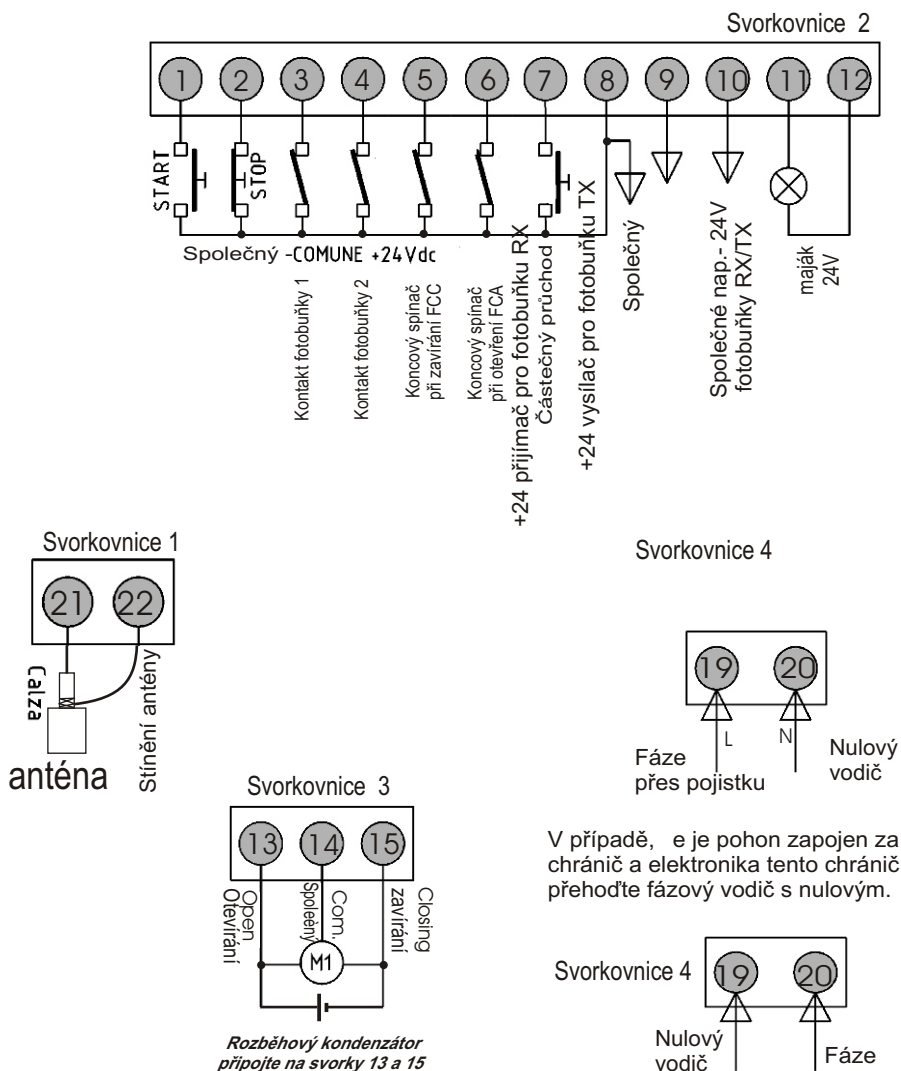 Svorkovnice 2
1 2 3 4 5 6 7 8 9 10 11 12
START
STOP
Společný -COMUNE +24Vdc
Kontakt fotobuňky 1
Kontakt fotobuňky 2
Koncový spínač
při zavírání FCC
Koncový spínač
při otevření FCA
+24 přijímač pro fotobuňku RX
Částečný průchod
+24 vysílač pro fotobuňku TX
Společný
Společné nap.- 24V
fotobuňky RX/TX
maják
24V
Svorkovnice 1
21 22
Calza
Stínění antény
anténa
Svorkovnice 4
19 20
L N
Fáze
přes pojistku
Nulový
vodič
Svorkovnice 3
13 14 15
Open
Otevírání
Com.
Společný
Closing
zavírání
M1
Rozběhový kondenzátor
připojte na svorky 13 a 15
V případě, e je pohon zapojen za
chránič a elektronika tento chránič
přehoďte fázový vodič s nulovým.
Svorkovnice 4
19 20
Nulový
vodič
Fáze